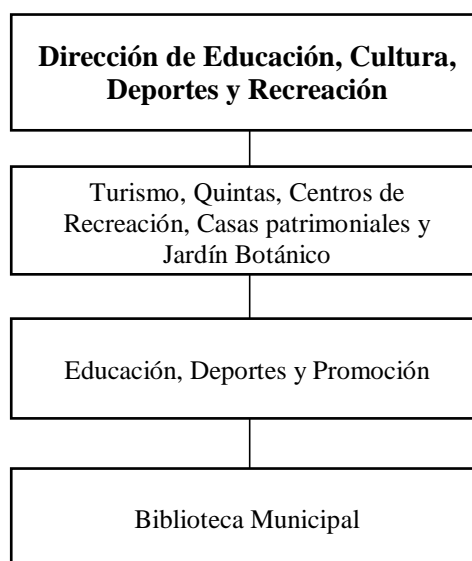 Dirección de Educación, Cultura,
Deportes y Recreación
Turismo, Quintas, Centros de
Recreación, Casas patrimoniales y
Jardín Botánico
Educación, Deportes y Promoción
Biblioteca Municipal